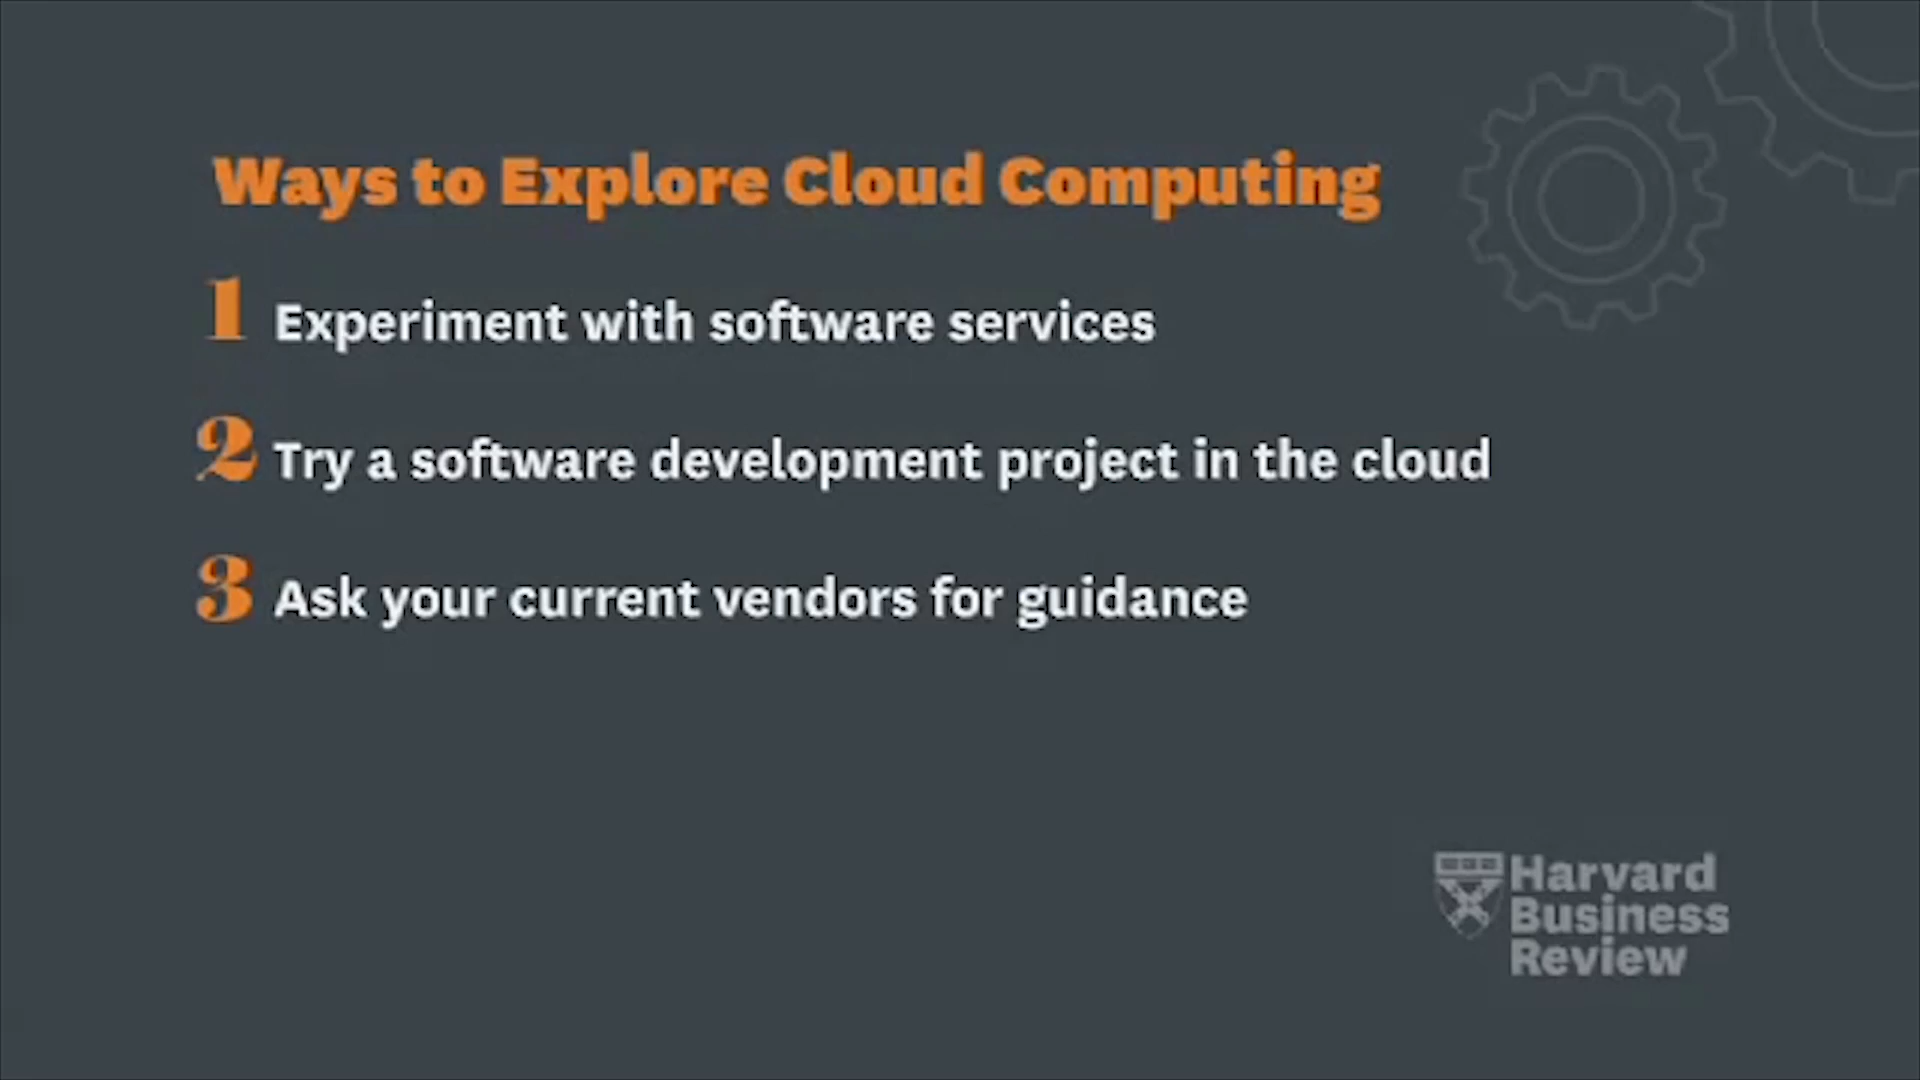 Ways to Explore Cloud Computing
1 Experiment with software services
2 Try a software development project in the cloud
3 Ask your current vendors for guidance
Harvard
Business
Review